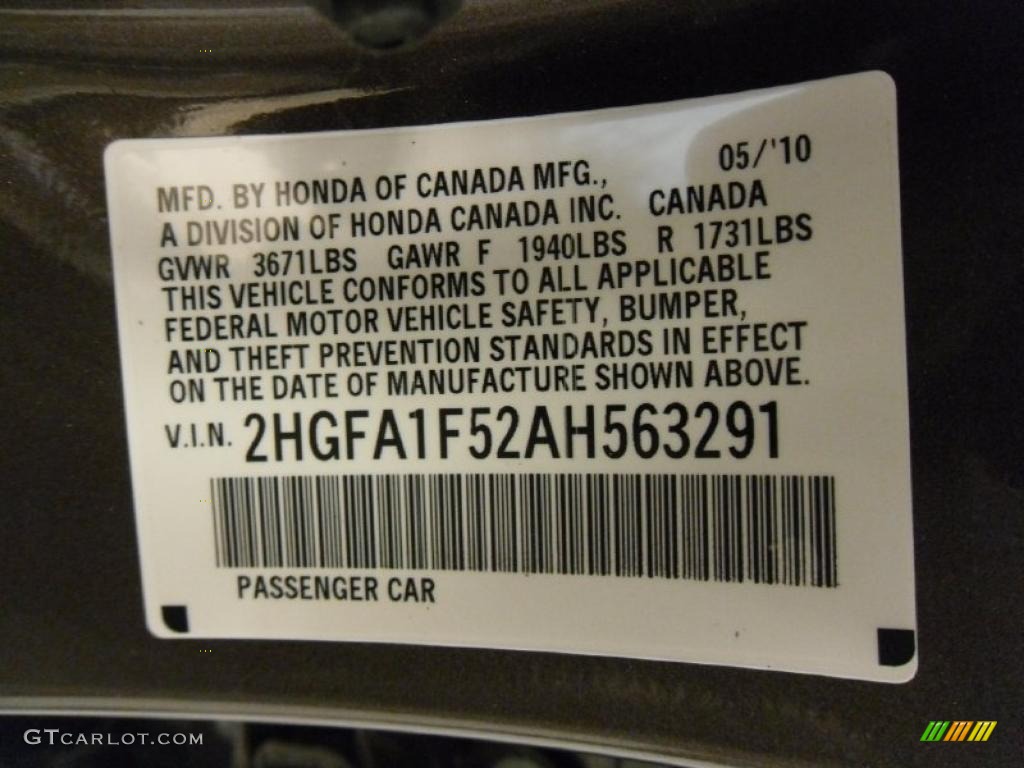 05/'10
MFD. BY HONDA OF CANADA MFG.,
A DIVISION OF HONDA CANADA INC. CANADA
GVWR 3671LBS GAWR F 1940LBS R 1731LBS
THIS VEHICLE CONFORMS TO ALL APPLICABLE
FEDERAL MOTOR VEHICLE SAFETY, BUMPER,
AND THEFT PREVENTION STANDARDS IN EFFECT
ON THE DATE OF MANUFACTURE SHOWN ABOVE.
V.I.N. 2HGFA1F52AH563291
PASSENGER CAR
GTCARLOT.COM